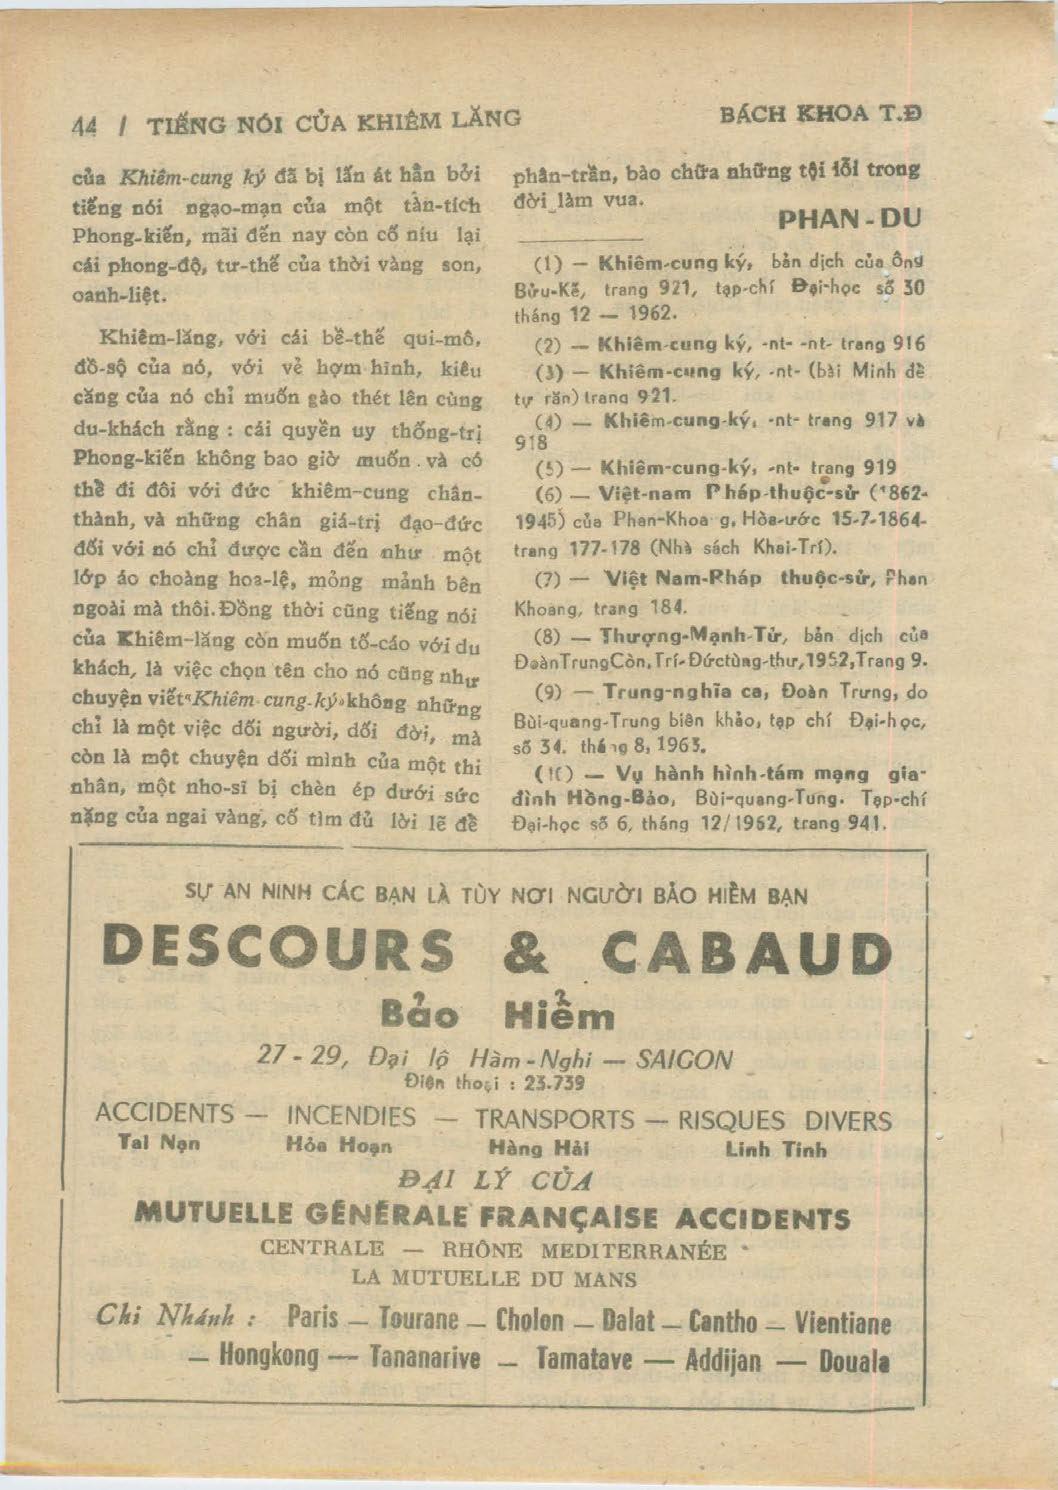 44 / TIẾNG NÓI CỦA KHIÊM LĂNG
BÁCH KHOA T.Đ
của Khiêm-cung ký đã bị lấn át hẳn bởi
tiếng nói ngạo-mạn của một tàn-tích
Phong-kiến, mãi đến nay còn cố níu lại
cái phong-độ, tư-thế của thời vàng son,
oanh-liệt.
Khiêm-lăng, với cái bề-thế qui-mô,
đồ-sộ của nó, với vẻ hợm hĩnh, kiêu
căng của nó chỉ muốn gào thét lên cùng
du-khách rằng : cái quyền uy thống-trị
Phong-kiến không bao giờ muốn và có
thể đi đôi với đức khiêm-cung chân-
thành, và những chân giá-trị đạo-đức
đối với nó chỉ được cần đến như một
lớp áo choàng hoa-lệ, mỏng mảnh bên
ngoài mà thôi. Đồng thời cũng tiếng nói
của Khiêm-lăng còn muốn tố-cáo với du
khách, là việc chọn tên cho nó cũng như
chuyện viết «Khiêm-cung-ký» không những
chỉ là một việc dối người, dối đời, mà
còn là một chuyện dối mình của một thi
nhân, một nho-sĩ bị chèn ép dưới sức
nặng của ngai vàng, cố tìm đủ lời lẽ để
phân-trần, bào chữa những tội lỗi trong
đời làm vua.
PHAN - DU
(1) — Khiêm-cung ký, bản dịch của Ông
Bửu-Kế, trang 921, tạp-chí Đại-học số 30
tháng 12 — 1962.
(2) — Khiêm-cung ký, -nt- -nt- trang 916
(3) — Khiêm-cung ký, -nt- (bài Minh để
tự răn) trang 921.
(4) — Khiêm-cung-ký, -nt- trang 917 và
918
(5) — Khiêm-cung-ký, -nt- trang 919
(6) — Việt-nam Pháp-thuộc-sử (1862-
1945) của Phan-Khoa g, Hòa-ước 15-7-1864-
trang 177-178 (Nhà sách Khai-Trí).
(7) — Việt Nam-Pháp thuộc-sử, Phan
Khoang, trang 184.
(8) — Thượng-Mạnh-Tử, bản dịch của
ĐoànTrungCòn, Trí-Đứctùng-thư,1952,Trang 9.
(9) — Trung-nghĩa ca, Đoàn Trưng, do
Bùi-quang-Trung biên khảo, tạp chí Đại-học,
số 34. tháng 8, 1963.
(10) — Vụ hành hình-tám mạng gia-
đình Hồng-Bảo, Bùi-quang-Tung. Tạp-chí
Đại-học số 6, tháng 12/1962, trang 941.
SỰ AN NINH CÁC BẠN LÀ TÙY NƠI NGƯỜI BẢO HIỂM BẠN
DESCOURS & CABAUD
Bảo Hiểm
27 - 29, Đại lộ Hàm-Nghi — SAIGON
Điện thoại : 23.739
ACCIDENTS — INCENDIES — TRANSPORTS — RISQUES DIVERS
Tai Nạn Hỏa Hoạn Hàng Hải Linh Tinh
ĐẠI LÝ CỦA
MUTUELLE GÉNÉRALE FRANÇAISE ACCIDENTS
CENTRALE — RHÔNE MEDITERRANÉE
LA MUTUELLE DU MANS
Chi Nhánh : Paris — Tourane — Cholon — Dalat — Cantho — Vientiane
— Hongkong — Tananarive — Tamatave — Addijan — Douala